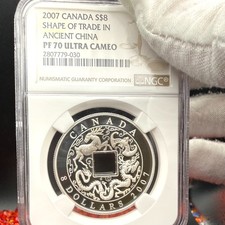 2007 CANADA S$8
SHAPE OF TRADE IN
ANCIENT CHINA
PF 70 ULTRA CAMEO
2807779-030
NUMISMATIC GUARANTY CORPORATION
NGC
CANADA
8 DOLLARS 2007